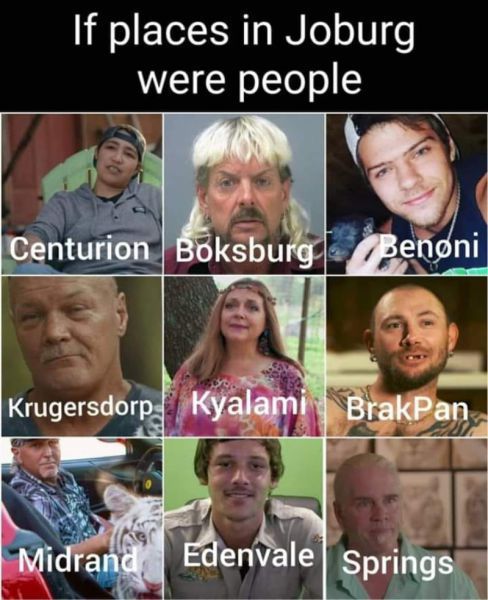 If places in Joburg
were people
Centurion
Boksburg
Benoni
Krugersdorp
Kyalami
BrakPan
Midrand
Edenvale
Springs